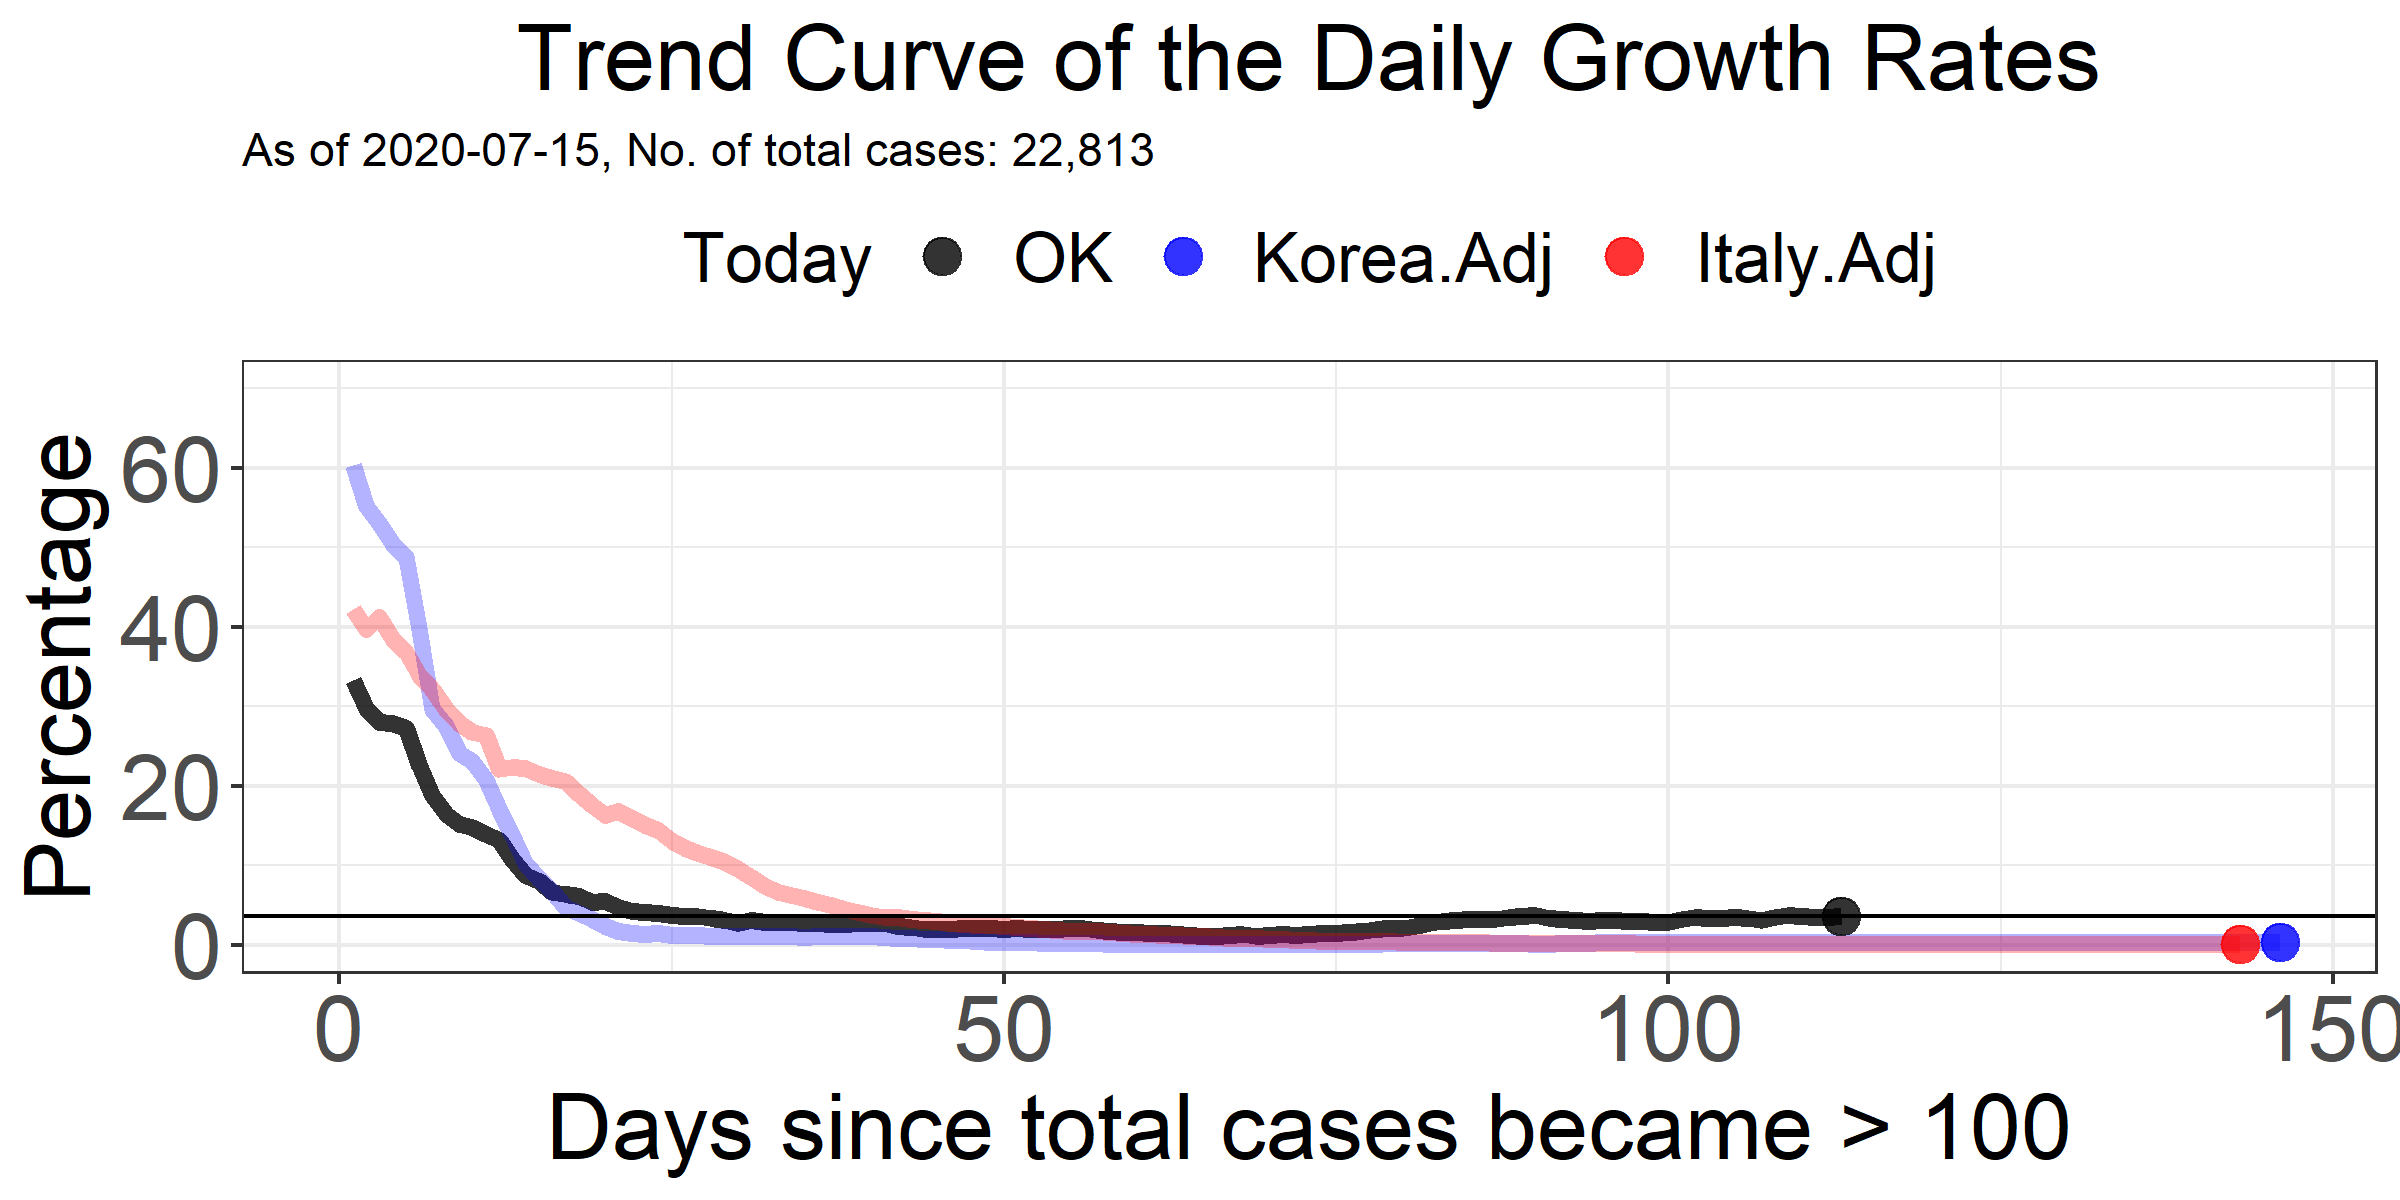 Trend Curve of the Daily Growth Rates
As of 2020-07-15, No. of total cases: 22,813
Today OK Korea.Adj Italy.Adj
Percentage
60
40
20
0
0 50 100 150
Days since total cases became > 100